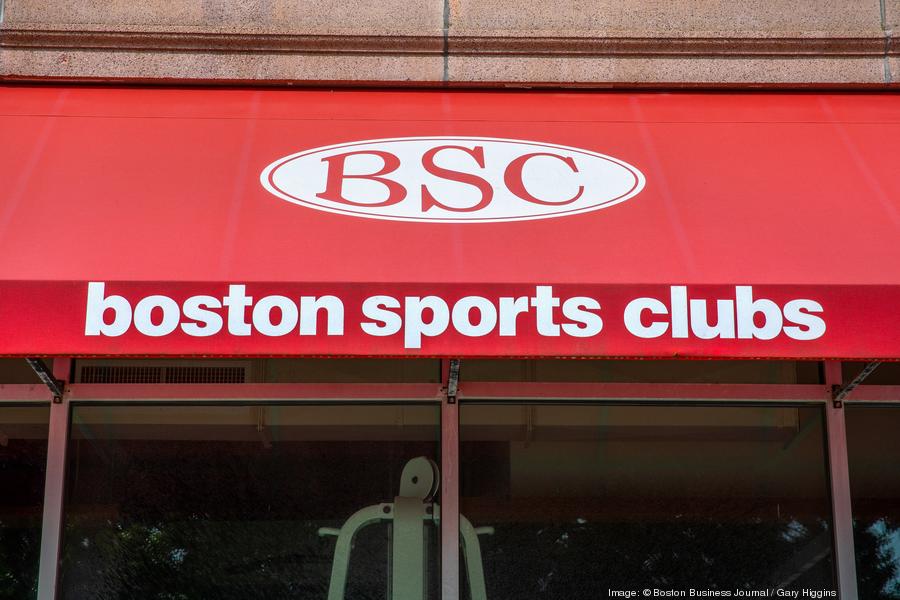 BSC
boston sports clubs
Image: © Boston Business Journal / Gary Higgins